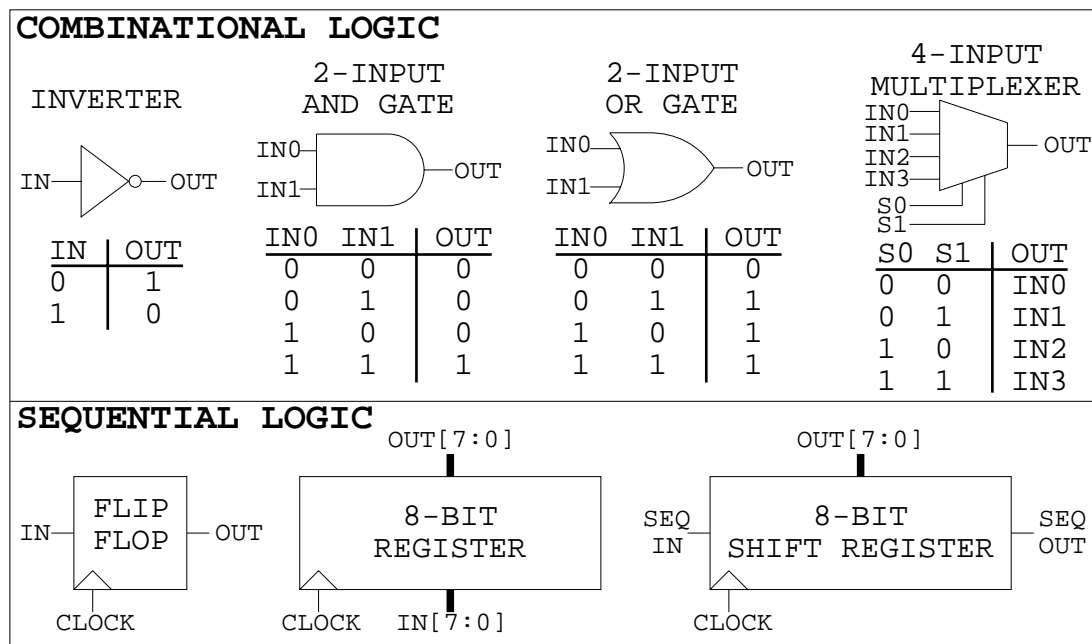 COMBINATIONAL LOGIC
INVERTER
IN
OUT
IN OUT
0 1
1 0
2-INPUT
AND GATE
IN0
IN1
OUT
IN0 IN1 OUT
0 0 0
0 1 0
1 0 0
1 1 1
2-INPUT
OR GATE
IN0
IN1
OUT
IN0 IN1 OUT
0 0 0
0 1 1
1 0 1
1 1 1
4-INPUT
MULTIPLEXER
IN0
IN1
IN2
IN3
S0
S1
OUT
S0 S1 OUT
0 0 IN0
0 1 IN1
1 0 IN2
1 1 IN3
SEQUENTIAL LOGIC
IN
FLIP
FLOP
OUT
CLOCK
OUT[7:0]
8-BIT
REGISTER
CLOCK IN[7:0]
OUT[7:0]
SEQ
IN
8-BIT
SHIFT REGISTER
SEQ
OUT
CLOCK